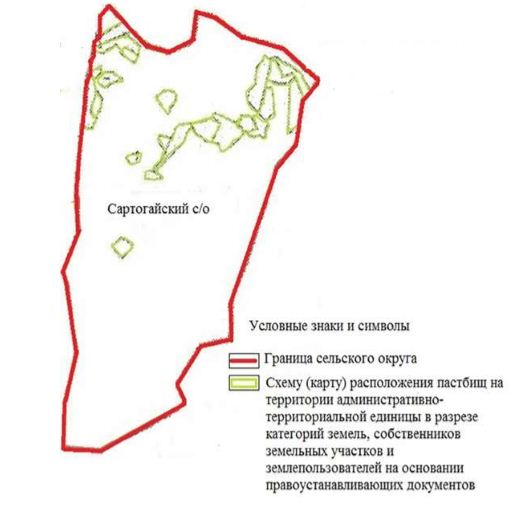 Сартогайский с/о
Условные знаки и символы
Граница сельского округа
Схему (карту) расположения пастбищ на
территории административно-
территориальной единицы в разрезе
категорий земель, собственников
земельных участков и
землепользователей на основании
правоустанавливающих документов